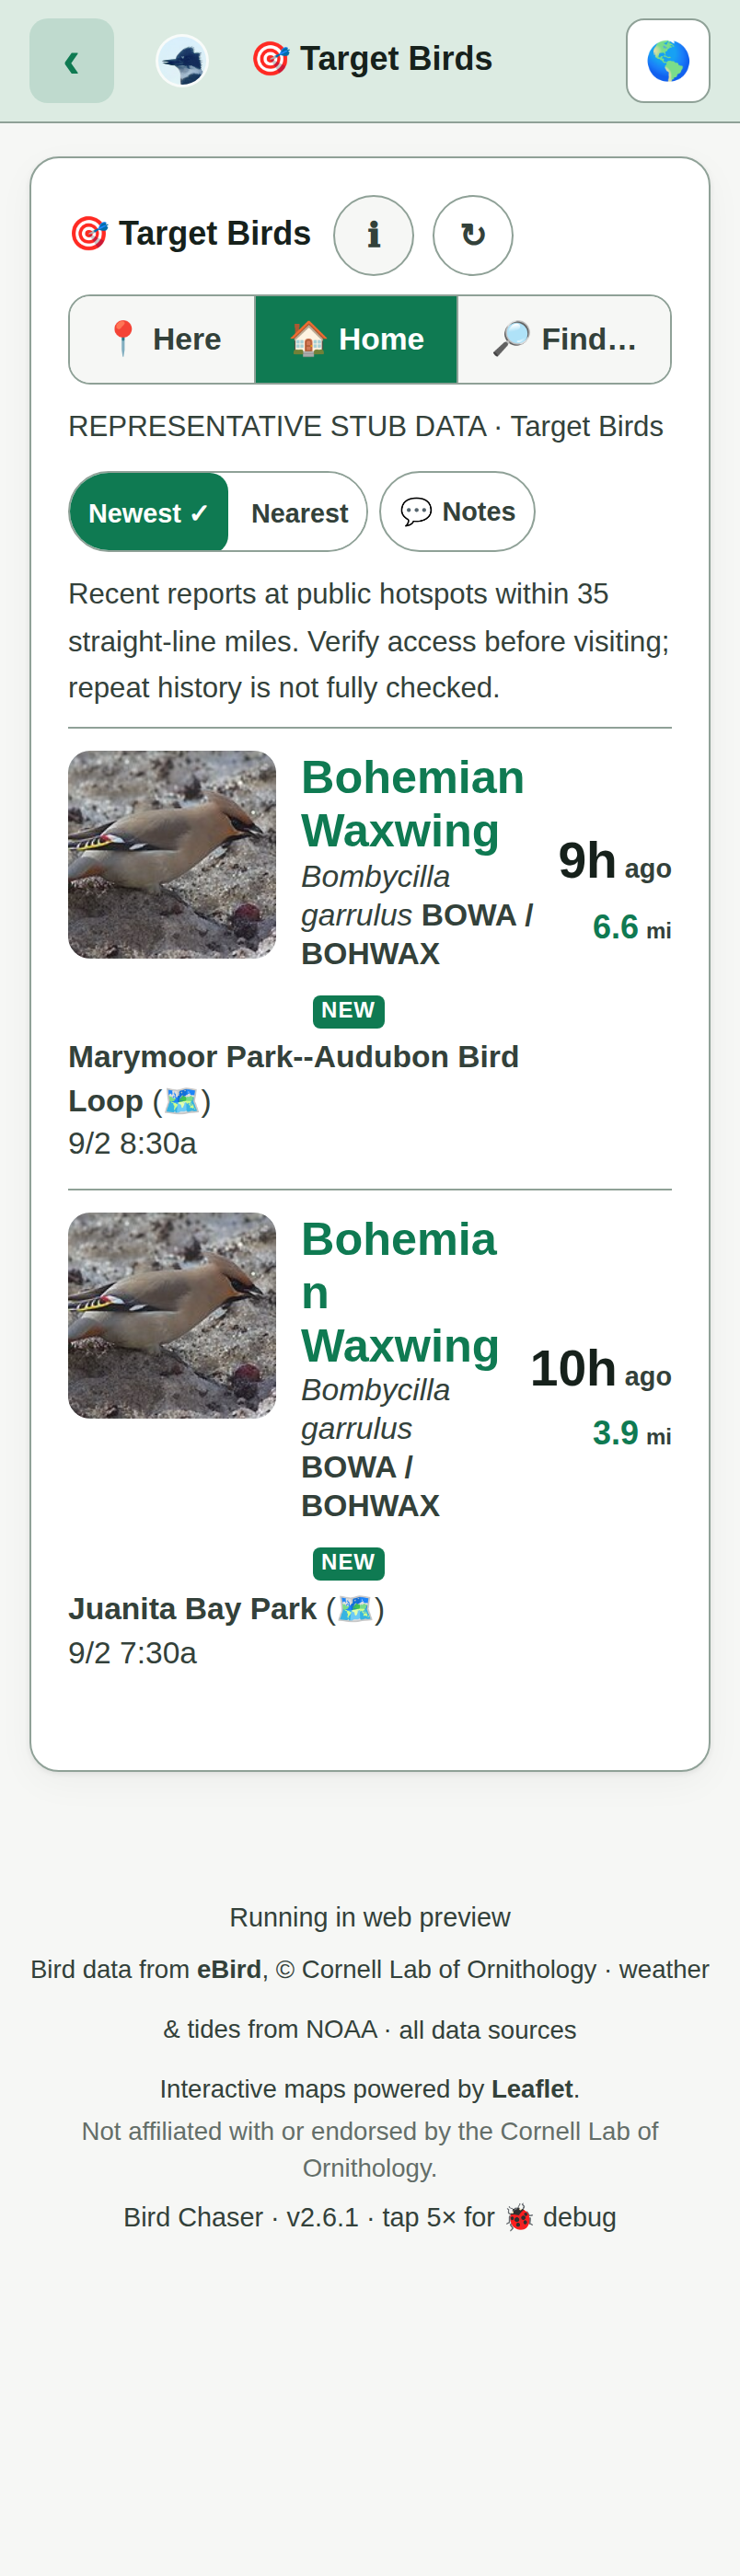 ‹ 🎯 Target Birds 🌎
🎯 Target Birds ℹ ↻
📍 Here 🏠 Home 🔎 Find…
REPRESENTATIVE STUB DATA · Target Birds
Newest ✓ Nearest 💬 Notes
Recent reports at public hotspots within 35
straight-line miles. Verify access before visiting;
repeat history is not fully checked.
Bohemian
Waxwing
Bombycilla
garrulus BOWA /
BOHWAX
9h ago
6.6 mi
NEW
Marymoor Park--Audubon Bird
Loop (🗺️)
9/2 8:30a
Bohemia
n
Waxwing
Bombycilla
garrulus
BOWA /
BOHWAX
10h ago
3.9 mi
NEW
Juanita Bay Park (🗺️)
9/2 7:30a
Running in web preview
Bird data from eBird, © Cornell Lab of Ornithology · weather
& tides from NOAA · all data sources
Interactive maps powered by Leaflet.
Not affiliated with or endorsed by the Cornell Lab of
Ornithology.
Bird Chaser · v2.6.1 · tap 5× for 🐞 debug